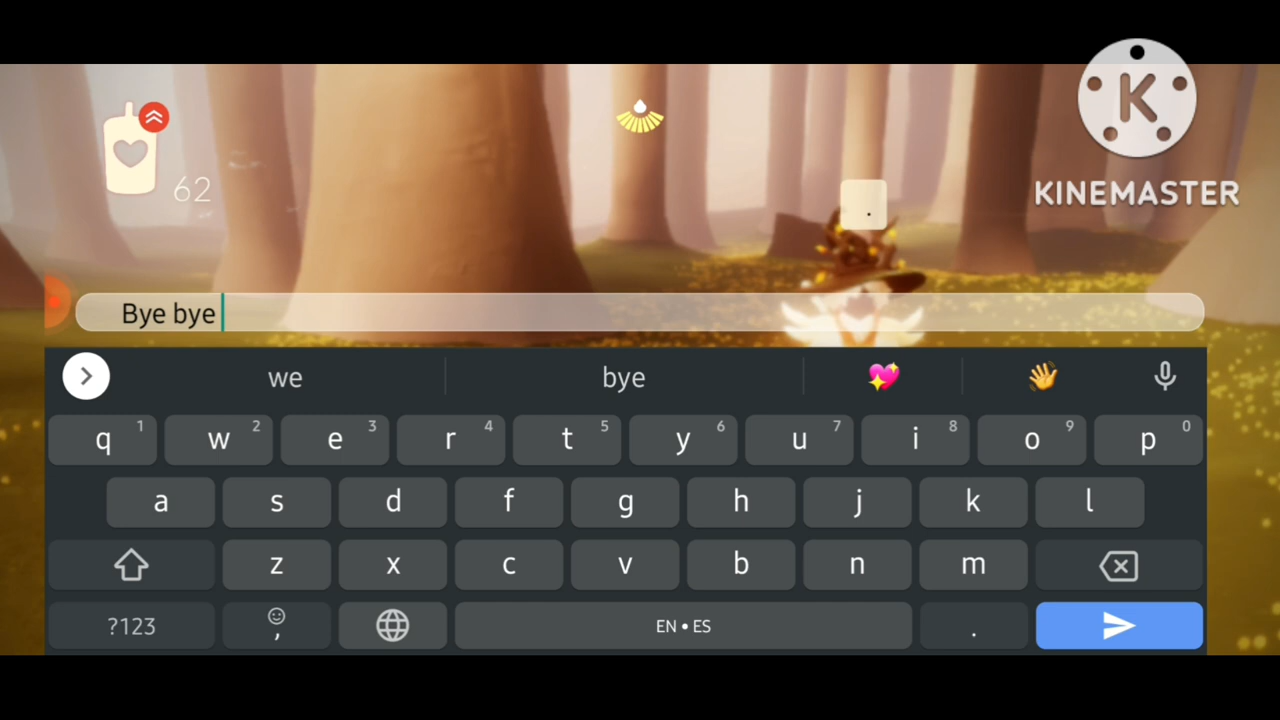 62
K
KINEMASTER
.
Bye bye
we bye 💖 👋
q 1 w 2 e 3 r 4 t 5 y 6 u 7 i 8 o 9 p 0
a s d f g h j k l
z x c v b n m
?123 , EN • ES .